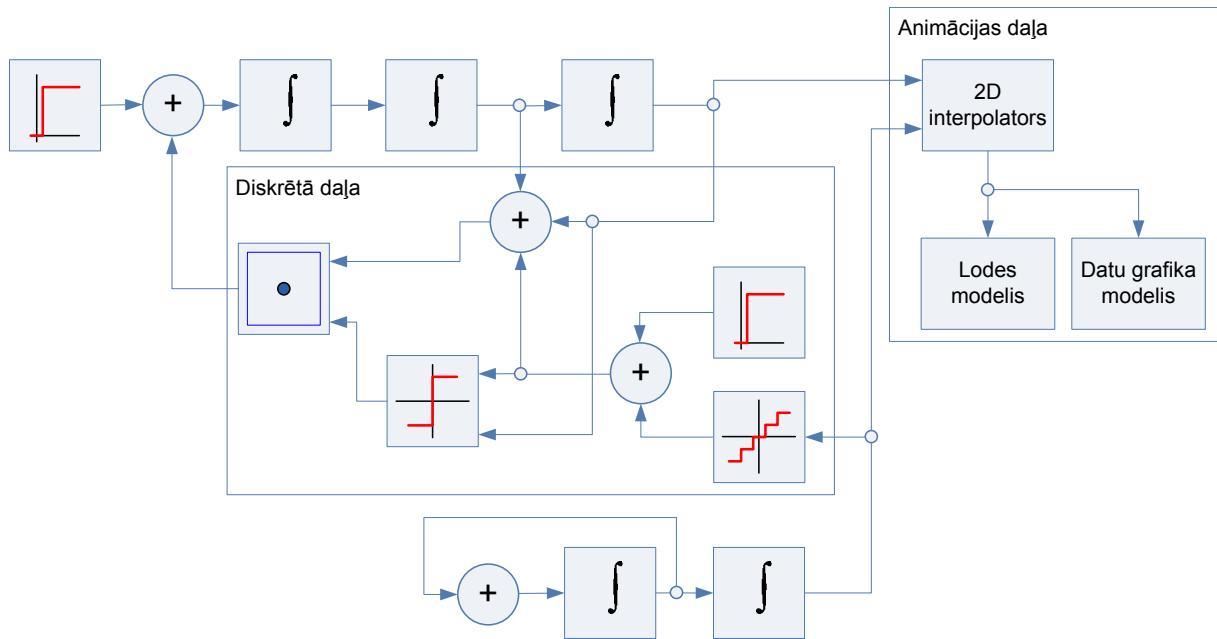 Animācijas daļa
+
∫
∫
∫
2D
interpolators
Diskrētā daļa
+
Lodes
modelis
Datu grafika
modelis
+
+
∫
∫